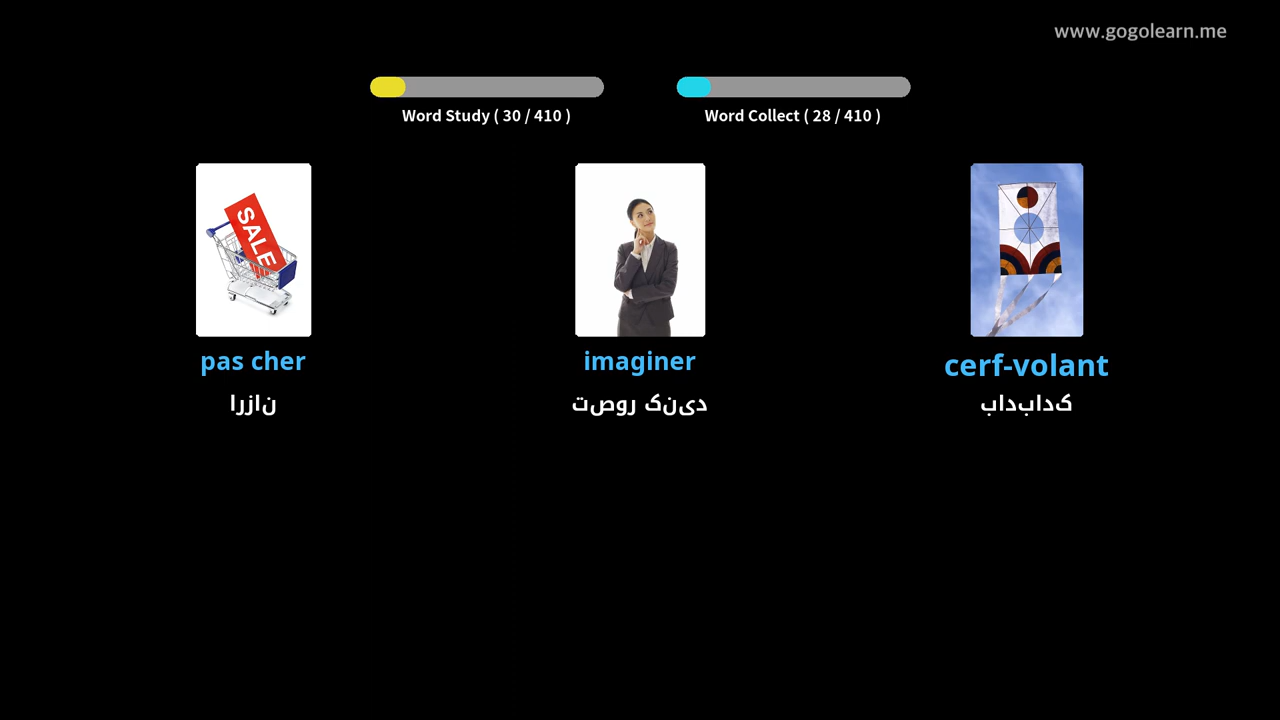 www.gogolearn.me
Word Study ( 30 / 410 )
Word Collect ( 28 / 410 )
SALE
pas cher
imaginer
cerf-volant
ارزان
تصور کنید
بادبادک